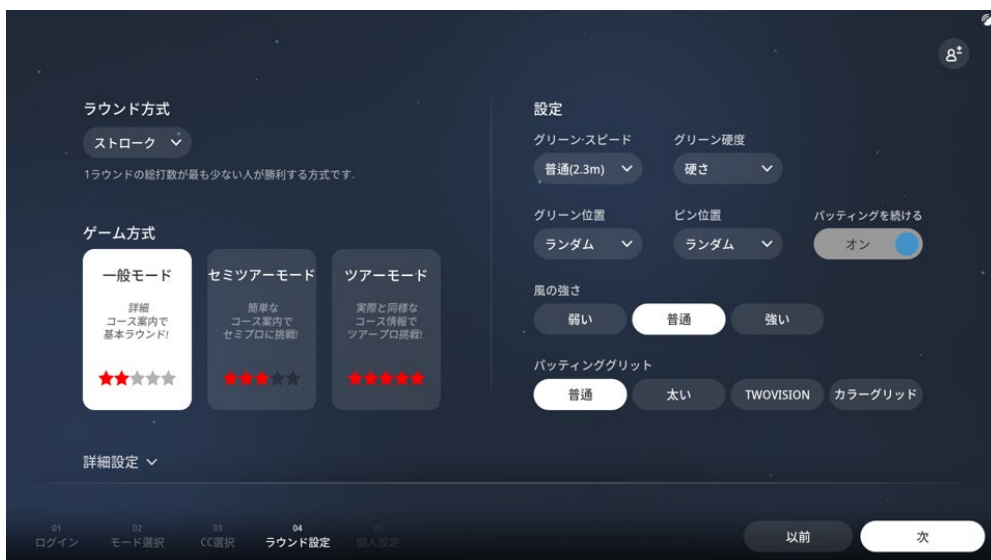 ラウンド方式
ストローク
1ラウンドの総打数が最も少ない人が勝利する方式です.
ゲーム方式
一般モード
詳細
コース案内で
基本ラウンド!
セミツアーモード
簡単な
コース案内で
セミプロに挑戦!
ツアーモード
実際と同様な
コース情報で
ツアープロ挑戦!
詳細設定
設定
グリーン·スピード
グリーン硬度
普通(2.3m)
硬さ
グリーン位置
ピン位置
パッティングを続ける
ランダム
ランダム
オン
風の強さ
弱い
普通
強い
パッティンググリット
普通
太い
TWOVISION
カラーグリッド
01
ログイン
02
モード選択
03
CC選択
04
ラウンド設定
05
個人設定
以前
次